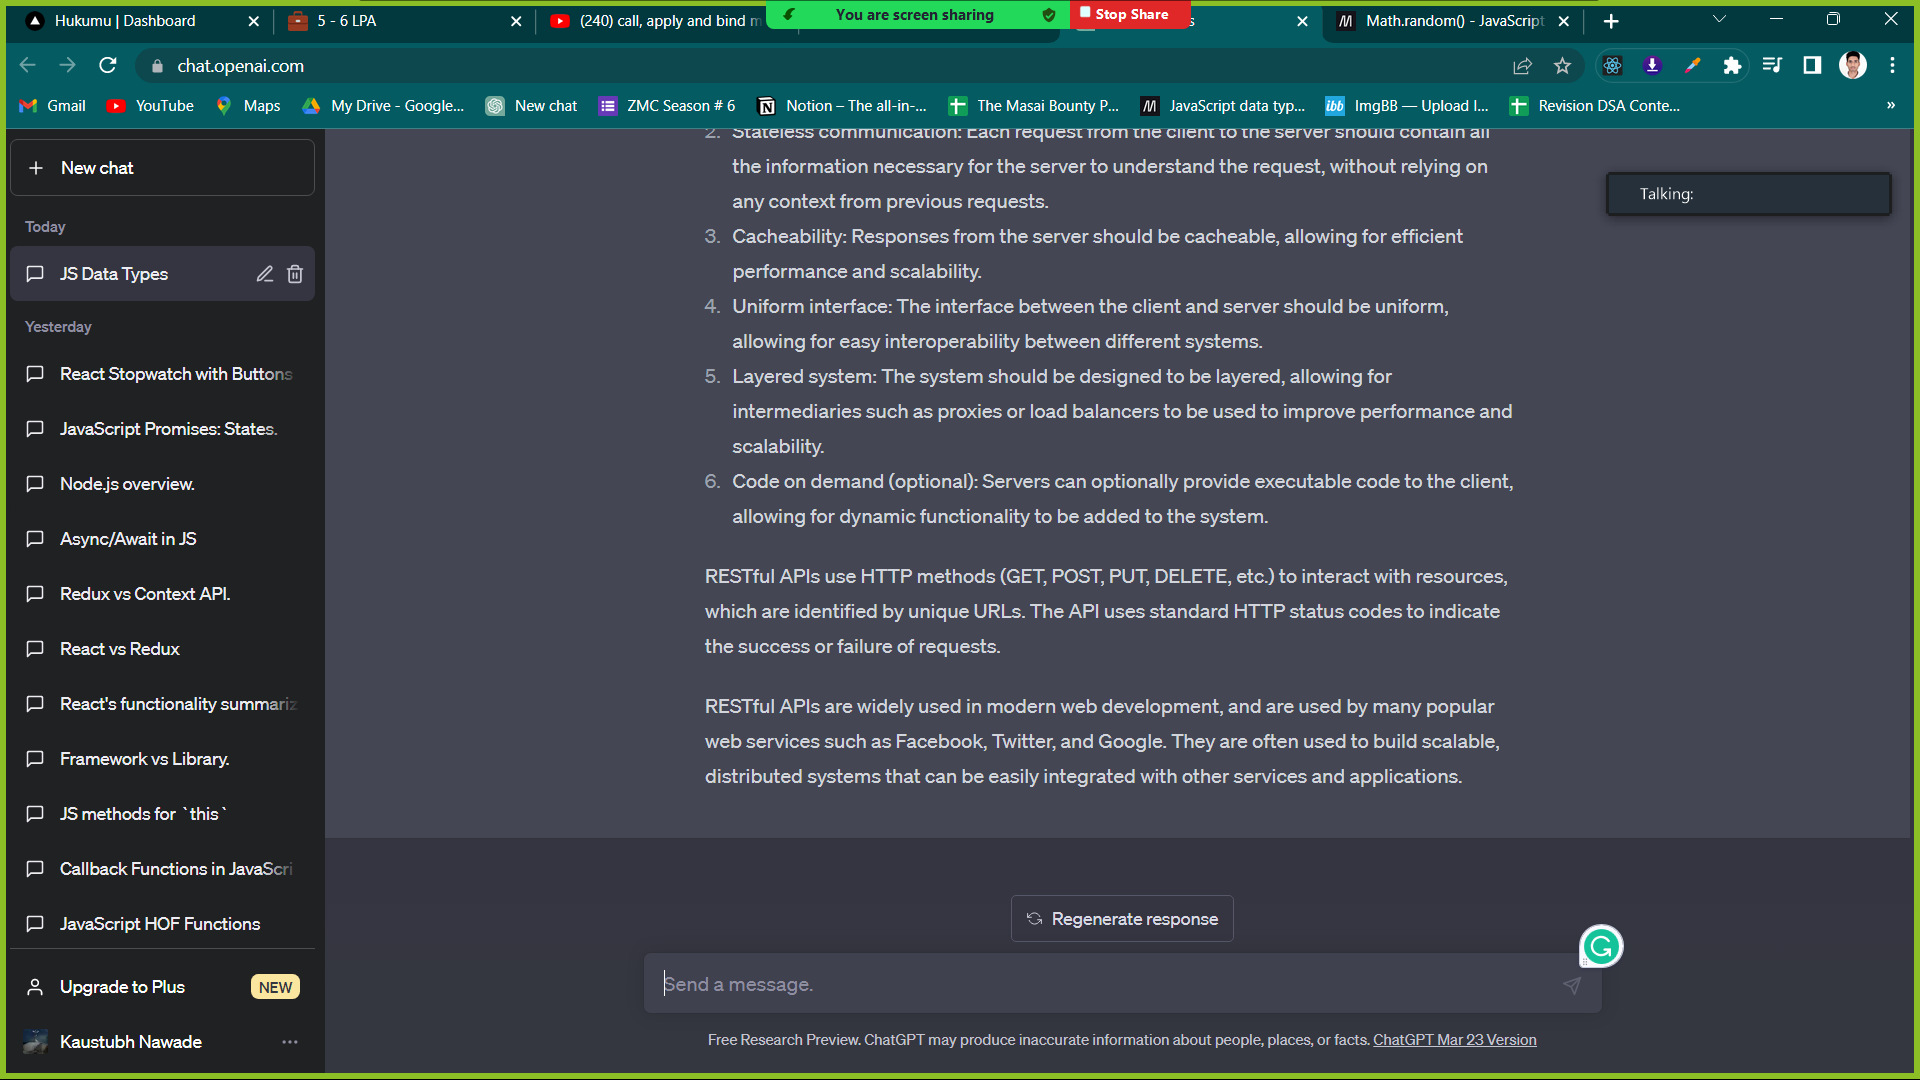 Hukumu | Dashboard
5 - 6 LPA
(240) call, apply and bind m
You are screen sharing
Stop Share
Math.random() - JavaScript
chat.openai.com
Gmail
YouTube
Maps
My Drive - Google...
New chat
ZMC Season # 6
Notion – The all-in-...
The Masai Bounty P...
JavaScript data typ...
ImgBB — Upload I...
Revision DSA Conte...
»
New chat
Today
JS Data Types
Yesterday
React Stopwatch with Buttons
JavaScript Promises: States.
Node.js overview.
Async/Await in JS
Redux vs Context API.
React vs Redux
React's functionality summariz
Framework vs Library.
JS methods for `this`
Callback Functions in JavaScri
JavaScript HOF Functions
Upgrade to Plus
NEW
Kaustubh Nawade
2. Stateless communication: Each request from the client to the server should contain all
the information necessary for the server to understand the request, without relying on
any context from previous requests.
3. Cacheability: Responses from the server should be cacheable, allowing for efficient
performance and scalability.
4. Uniform interface: The interface between the client and server should be uniform,
allowing for easy interoperability between different systems.
5. Layered system: The system should be designed to be layered, allowing for
intermediaries such as proxies or load balancers to be used to improve performance and
scalability.
6. Code on demand (optional): Servers can optionally provide executable code to the client,
allowing for dynamic functionality to be added to the system.
RESTful APIs use HTTP methods (GET, POST, PUT, DELETE, etc.) to interact with resources,
which are identified by unique URLs. The API uses standard HTTP status codes to indicate
the success or failure of requests.
RESTful APIs are widely used in modern web development, and are used by many popular
web services such as Facebook, Twitter, and Google. They are often used to build scalable,
distributed systems that can be easily integrated with other services and applications.
Talking:
Regenerate response
Send a message.
Free Research Preview. ChatGPT may produce inaccurate information about people, places, or facts. ChatGPT Mar 23 Version